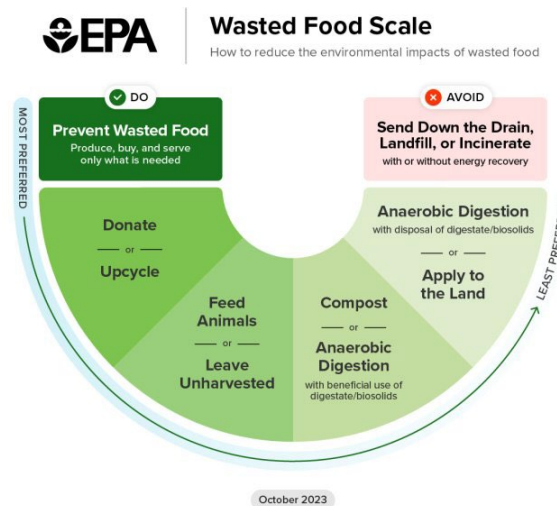 EPA
Wasted Food Scale
How to reduce the environmental impacts of wasted food
DO
AVOID
MOST PREFERRED
Prevent Wasted Food
Produce, buy, and serve
only what is needed
Send Down the Drain,
Landfill, or Incinerate
with or without energy recovery
Donate
or
Upcycle
Feed
Animals
or
Leave
Unharvested
Compost
or
Anaerobic
Digestion
with beneficial use of
digestate/biosolids
Anaerobic Digestion
with disposal of digestate/biosolids
or
Apply to
the Land
LEAST PREFE
October 2023